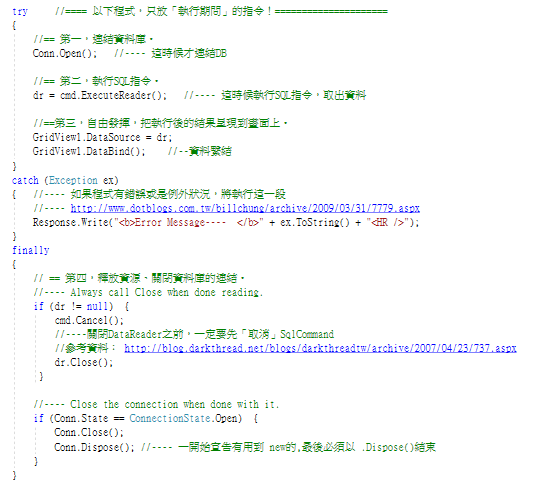 try     //==== 以下程式，只放「執行期間」的指令！====================
{
    //== 第一，連結資料庫。
    Conn.Open();   //---- 這時候才連結DB
    //== 第二，執行SQL指令。
    dr = cmd.ExecuteReader();   //---- 這時候執行SQL指令，取出資料
    //==第三，自由發揮，把執行後的結果呈現到畫面上。
    GridView1.DataSource = dr;
    GridView1.DataBind();    //--資料繫結
}
catch (Exception ex)
{   //---- 如果程式有錯誤或是例外狀況，將執行這一段
    //---- http://www.dotblogs.com.tw/billchung/archive/2009/03/31/7779.aspx
    Response.Write("<b>Error Message----  </b>" + ex.ToString() + "<HR />");
}
finally
{
    // == 第四，釋放資源、關閉資料庫的連結。
    //---- Always call Close when done reading.
    if (dr != null)  {
        cmd.Cancel();
        //----關閉DataReader之前，一定要先「取消」SqlCommand
        //參考資料： http://blog.darkthread.net/blogs/darkthreadtw/archive/2007/04/23/737.aspx
        dr.Close();
     }
    //---- Close the connection when done with it.
    if (Conn.State == ConnectionState.Open)  {
        Conn.Close();
        Conn.Dispose(); //---- 一開始宣告有用到 new的,最後必須以 .Dispose()結束
    }
}